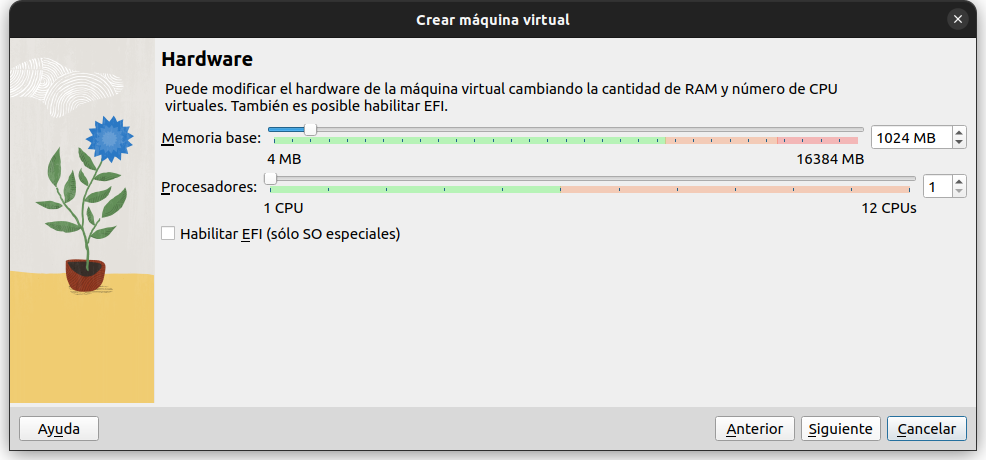 Crear máquina virtual
Hardware
Puede modificar el hardware de la máquina virtual cambiando la cantidad de RAM y número de CPU
virtuales. También es posible habilitar EFI.
Memoria base: 1024 MB
4 MB 16384 MB
Procesadores: 1
1 CPU 12 CPUs
Habilitar EFI (sólo SO especiales)
Ayuda Anterior Siguiente Cancelar